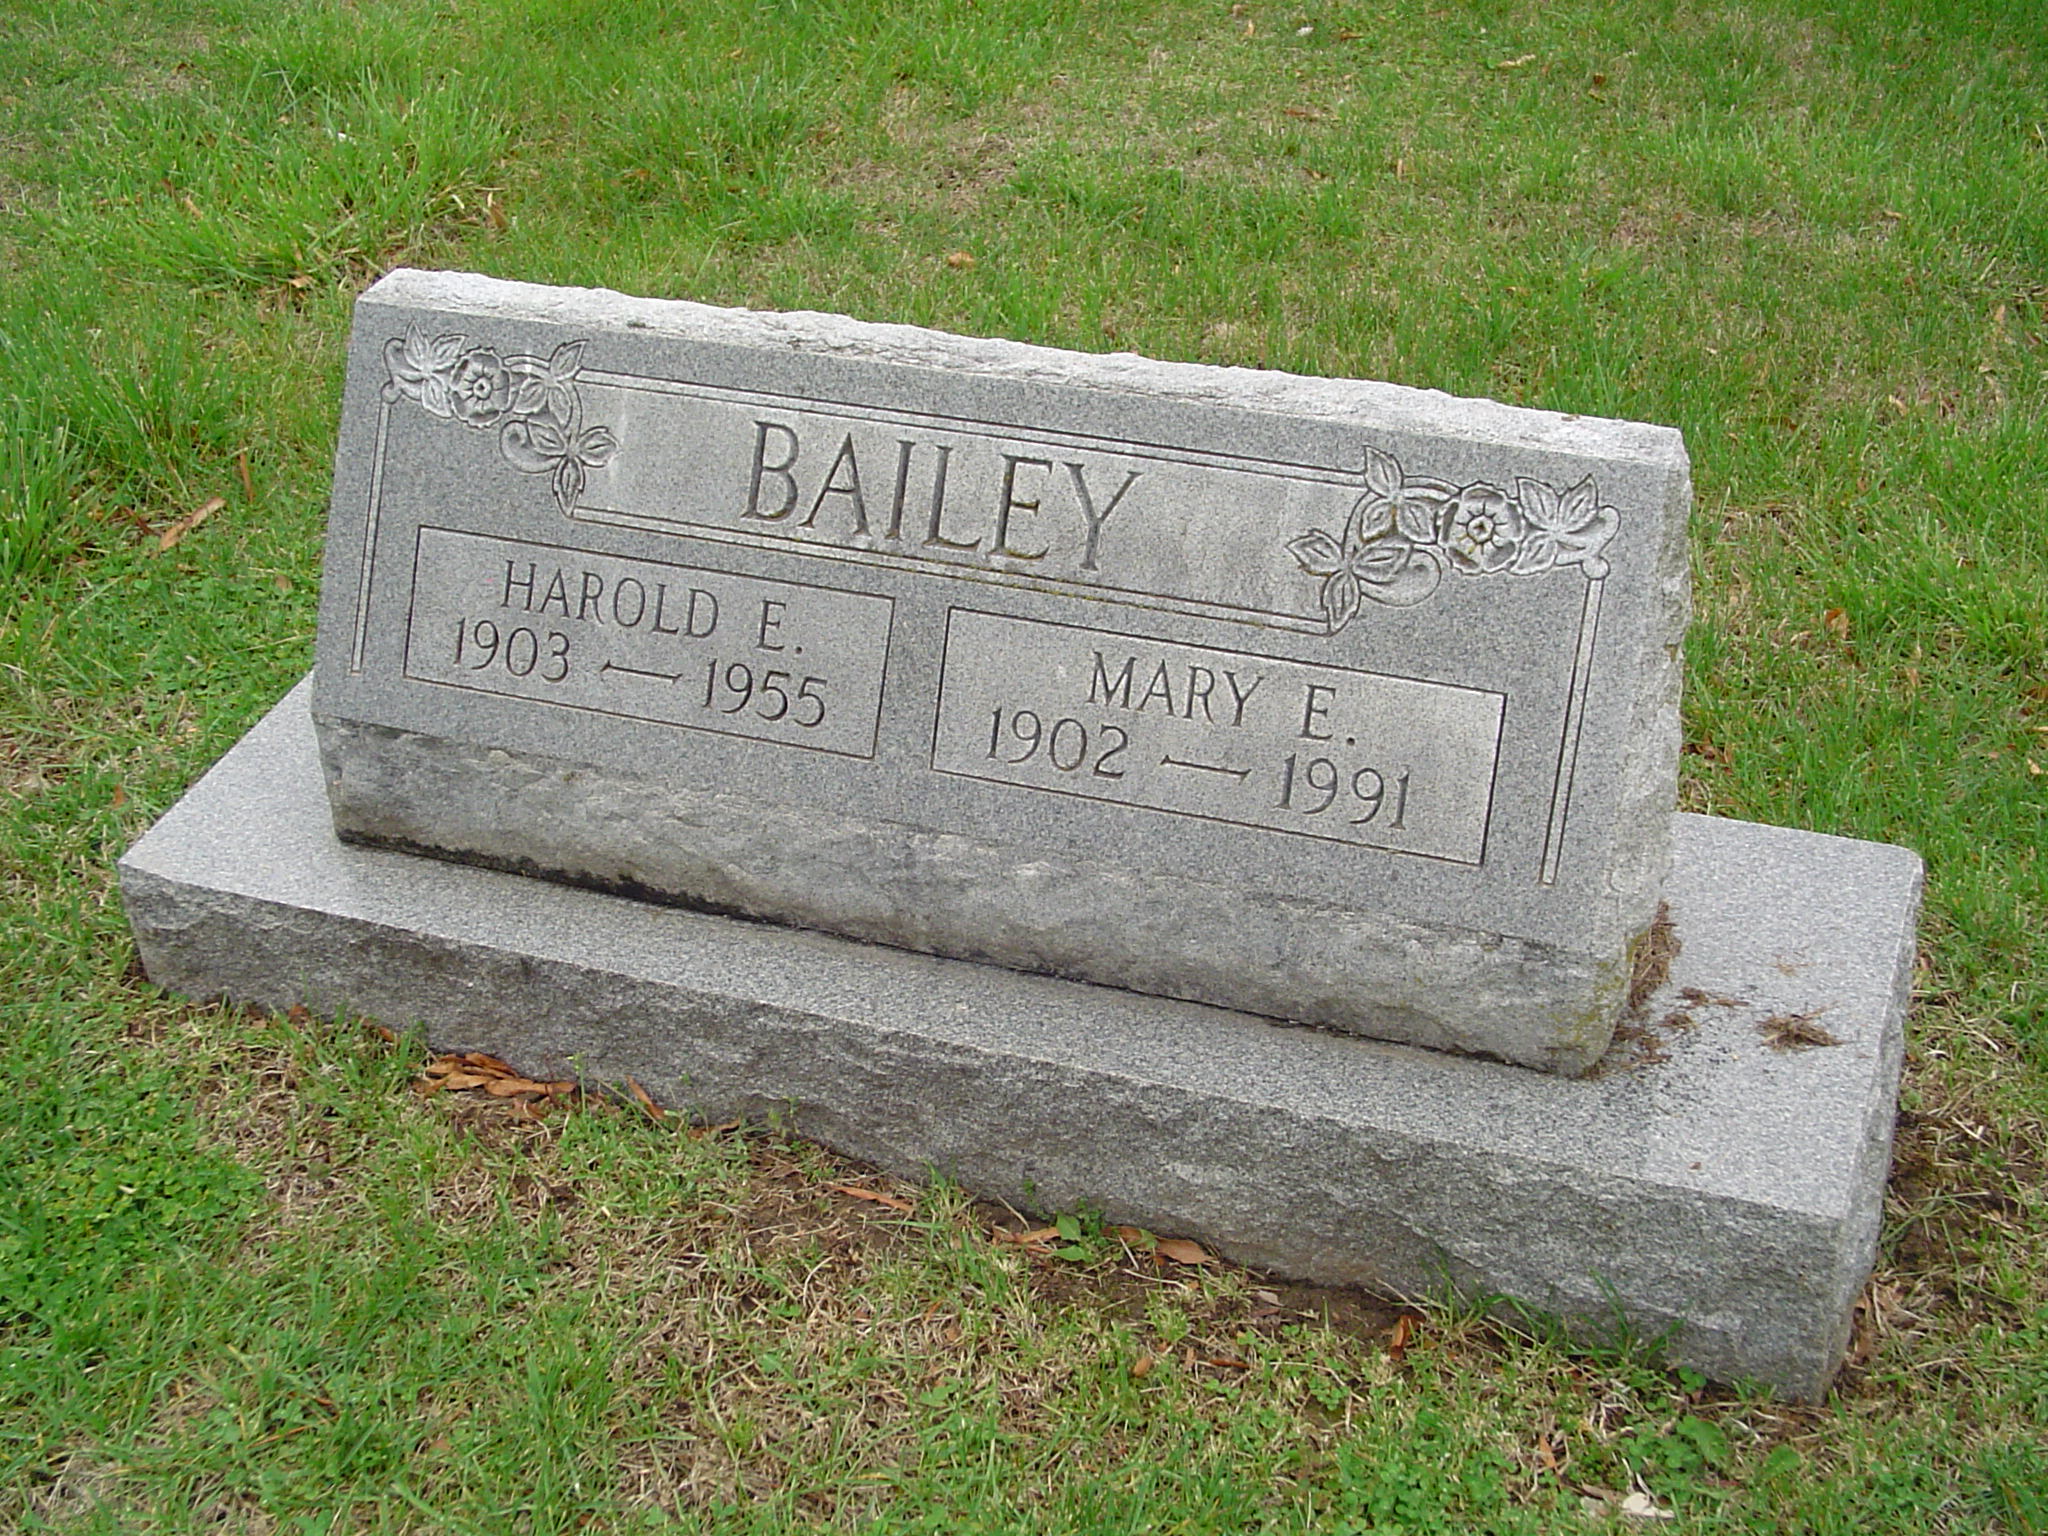 BAILEY
HAROLD E.
1903 — 1955
MARY E.
1902 — 1991